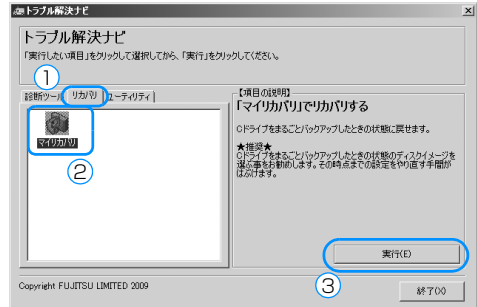 トラブル解決ナビ
トラブル解決ナビ
「実行したい項目」をクリックして選択してから、「実行」をクリックしてください。
①
診断ツール リカバリ ユーティリティ
マイリカバリ
②
【項目の説明】
「マイリカバリ」でリカバリする
Cドライブをまるごとバックアップしたときの状態に戻せます。
★推奨★
Cドライブをまるごとバックアップしたときの状態のディスクイメージを
選ぶ事をお勧めします。その時点までの設定をやり直す手間が
はぶけます。
実行(E)
③
Copyright FUJITSU LIMITED 2009
終了(X)